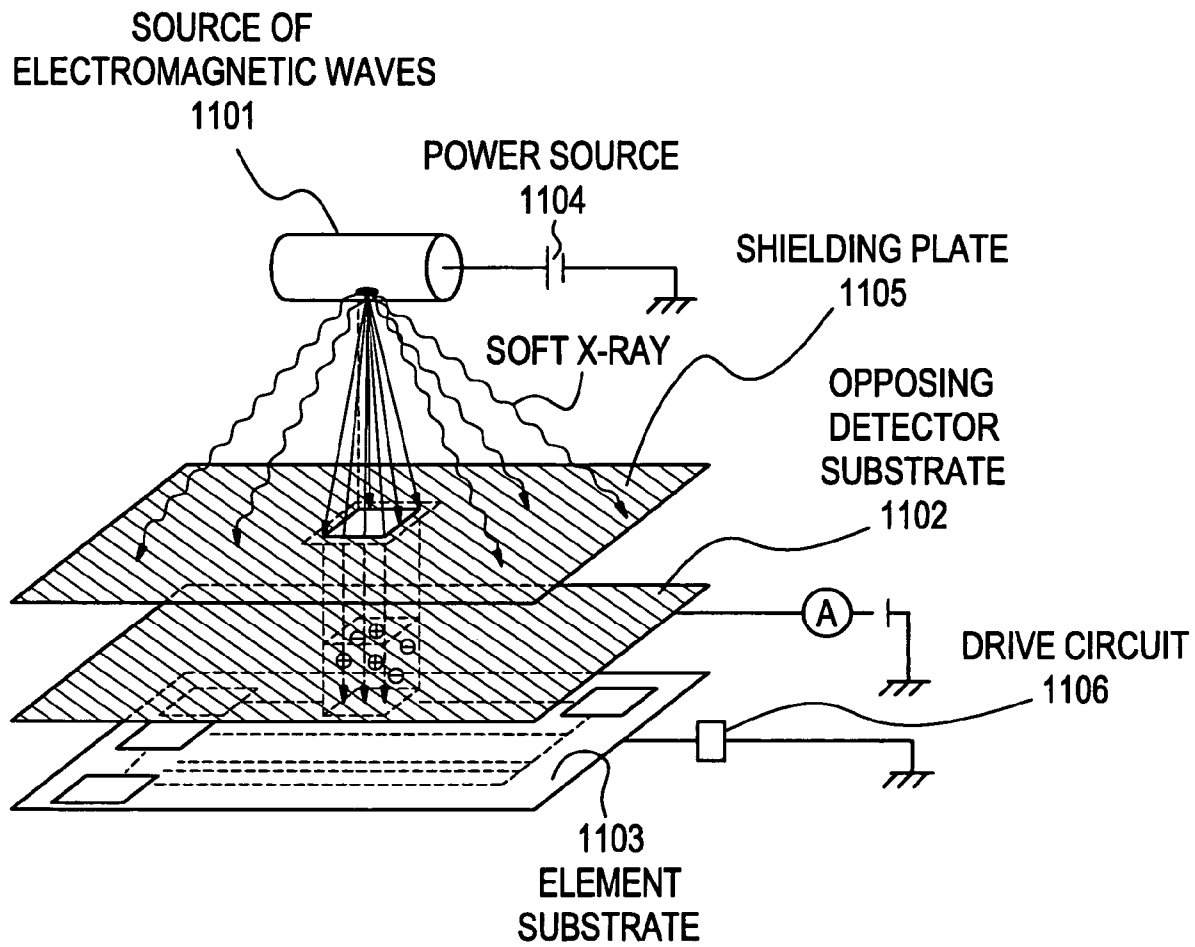 SOURCE OF
ELECTROMAGNETIC WAVES
1101
POWER SOURCE
1104
SHIELDING PLATE
1105
SOFT X-RAY
OPPOSING
DETECTOR
SUBSTRATE
1102
A
DRIVE CIRCUIT
1106
1103
ELEMENT
SUBSTRATE